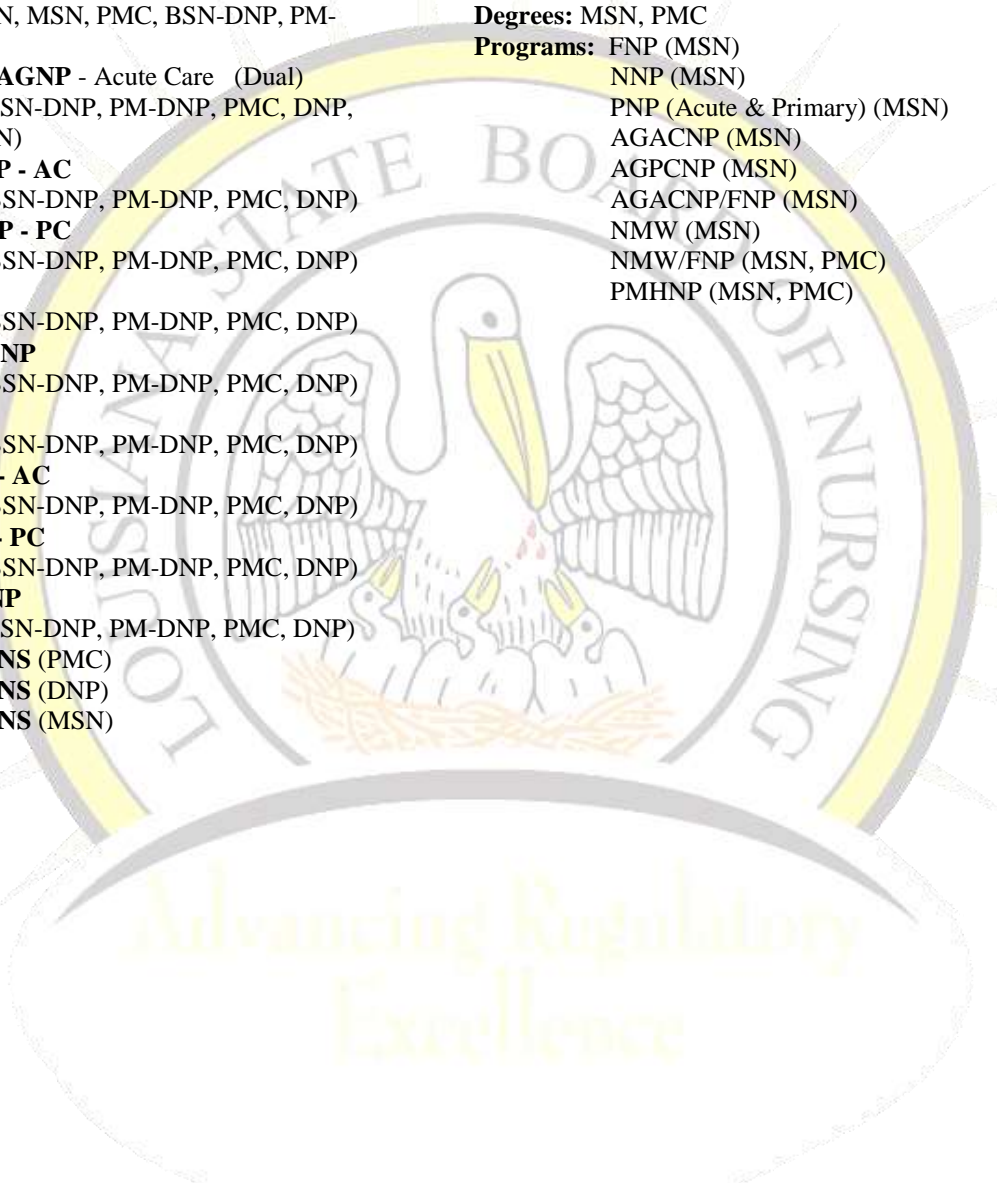 N, MSN, PMC, BSN-DNP, PM-
AGNP - Acute Care (Dual)
SN-DNP, PM-DNP, PMC, DNP,
N)
P - AC
SN-DNP, PM-DNP, PMC, DNP)
P - PC
SN-DNP, PM-DNP, PMC, DNP)
SN-DNP, PM-DNP, PMC, DNP)
NP
SN-DNP, PM-DNP, PMC, DNP)
SN-DNP, PM-DNP, PMC, DNP)
- AC
SN-DNP, PM-DNP, PMC, DNP)
- PC
SN-DNP, PM-DNP, PMC, DNP)
NP
SN-DNP, PM-DNP, PMC, DNP)
NS (PMC)
NS (DNP)
NS (MSN)
Degrees: MSN, PMC
Programs: FNP (MSN)
NNP (MSN)
PNP (Acute & Primary) (MSN)
AGACNP (MSN)
AGPCNP (MSN)
AGACNP/FNP (MSN)
NMW (MSN)
NMW/FNP (MSN, PMC)
PMHNP (MSN, PMC)
LOUISIANA STATE BOARD OF NURSING
Advancing Regulatory
Excellence